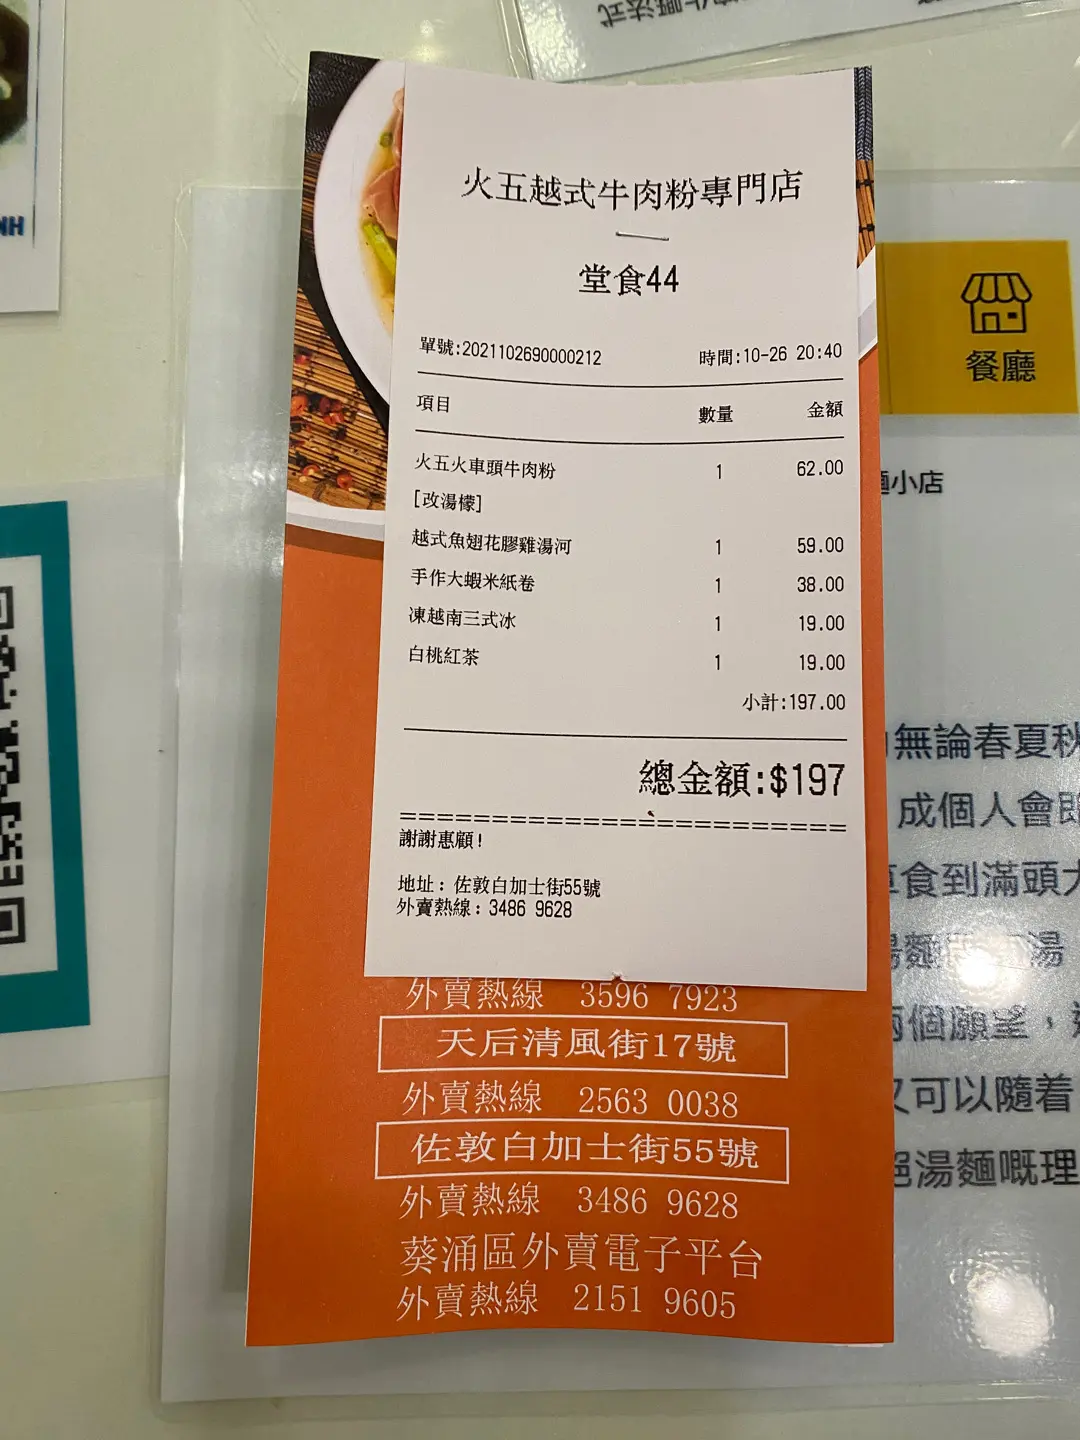 NH
火五越式牛肉粉專門店
堂食44
單號:2021102690000212 時間:10-26 20:40
項目 數量 金額
火五火車頭牛肉粉 1 62.00
[改湯檬]
越式魚翅花膠雞湯河 1 59.00
手作大蝦米紙卷 1 38.00
凍越南三式冰 1 19.00
白桃紅茶 1 19.00
小計:197.00
總金額:$197
========================
謝謝惠顧!
地址: 佐敦白加士街55號
外賣熱線: 3486 9628
外賣熱線 3596 7923
天后清風街17號
外賣熱線 2563 0038
佐敦白加士街55號
外賣熱線 3486 9628
葵涌區外賣電子平台
外賣熱線 2151 9605
餐廳
小店
無論春夏秋
成個人會
食到滿頭
湯
個願望，
又可以隨着
湯麵嘅理